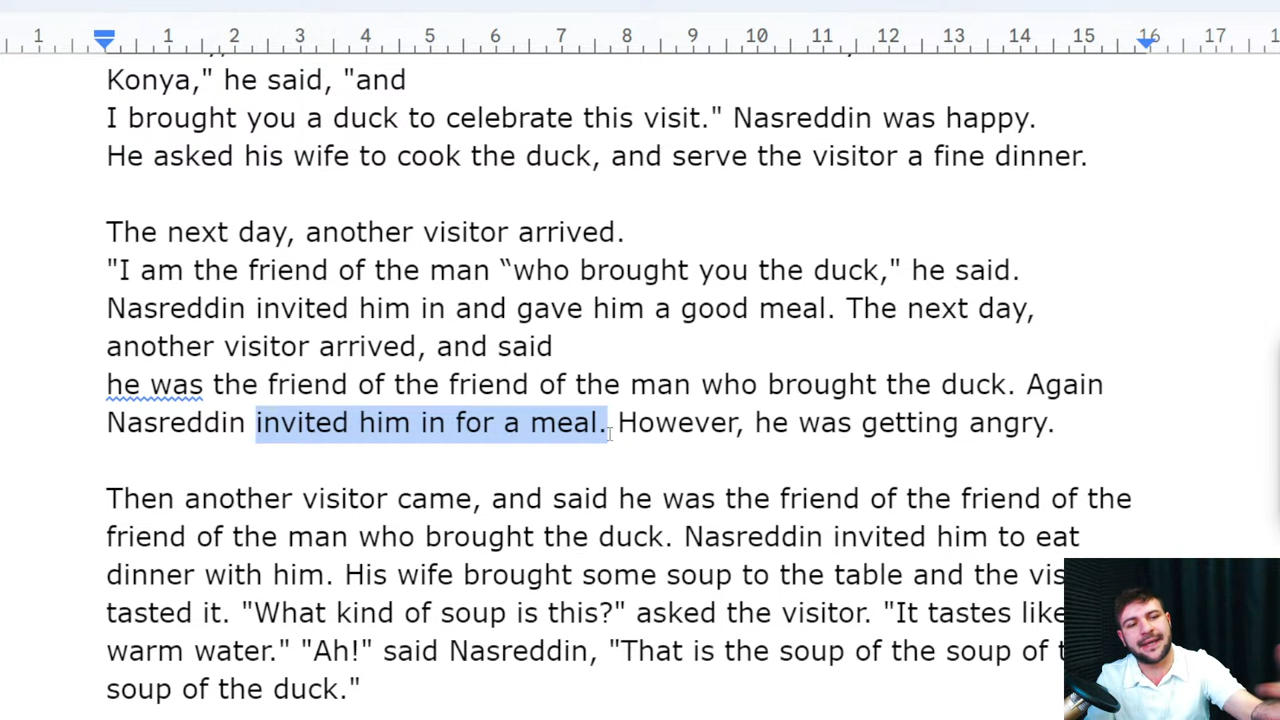 1 1 2 3 4 5 6 7 8 9 10 11 12 13 14 15 16 17
Konya," he said, "and
I brought you a duck to celebrate this visit." Nasreddin was happy.
He asked his wife to cook the duck, and serve the visitor a fine dinner.
The next day, another visitor arrived.
"I am the friend of the man “who brought you the duck," he said.
Nasreddin invited him in and gave him a good meal. The next day,
another visitor arrived, and said
he was the friend of the friend of the man who brought the duck. Again
Nasreddin invited him in for a meal. However, he was getting angry.
Then another visitor came, and said he was the friend of the friend of the
friend of the man who brought the duck. Nasreddin invited him to eat
dinner with him. His wife brought some soup to the table and the
tasted it. "What kind of soup is this?" asked the visitor. "It tastes like
warm water." "Ah!" said Nasreddin, "That is the soup of the soup of
soup of the duck."